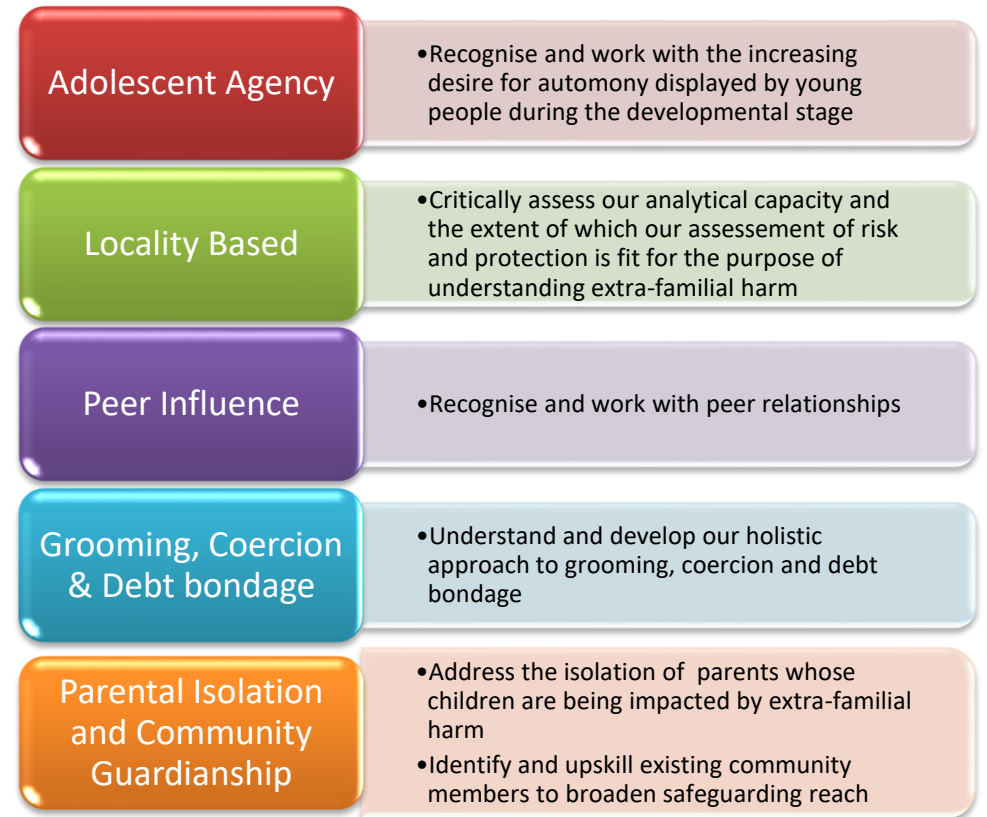 Adolescent Agency
•Recognise and work with the increasing
desire for automony displayed by young
people during the developmental stage
Locality Based
•Critically assess our analytical capacity and
the extent of which our assessement of risk
and protection is fit for the purpose of
understanding extra-familial harm
Peer Influence
•Recognise and work with peer relationships
Grooming, Coercion
& Debt bondage
•Understand and develop our holistic
approach to grooming, coercion and debt
bondage
Parental Isolation
and Community
Guardianship
•Address the isolation of parents whose
children are being impacted by extra-familial
harm
•Identify and upskill existing community
members to broaden safeguarding reach